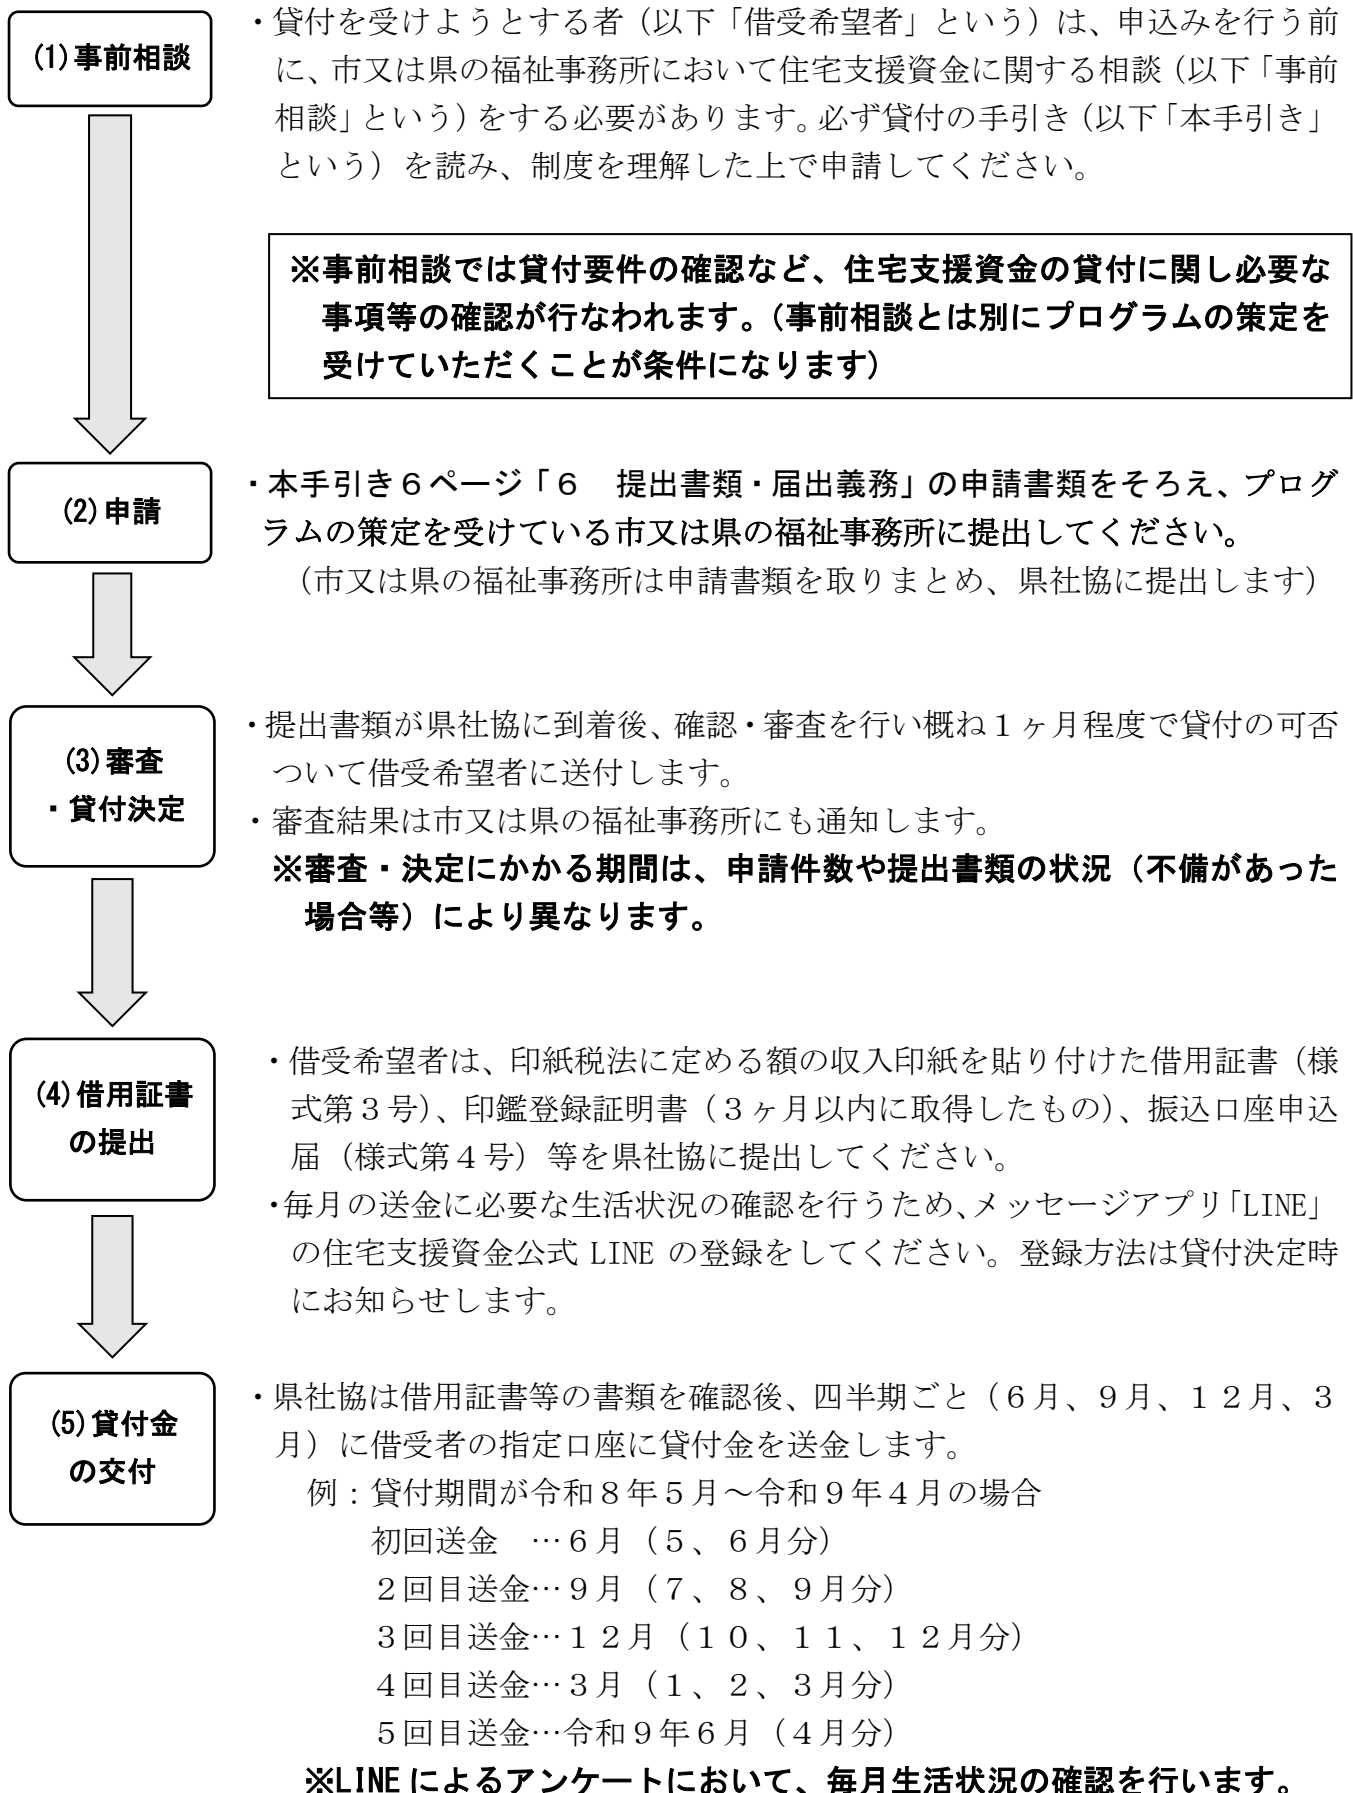 (1)事前相談
・貸付を受けようとする者（以下「借受希望者」という）は、申込みを行う前
に、市又は県の福祉事務所において住宅支援資金に関する相談（以下「事前
相談」という）をする必要があります。必ず貸付の手引き（以下「本手引き」
という）を読み、制度を理解した上で申請してください。
※事前相談では貸付要件の確認など、住宅支援資金の貸付に関し必要な
事項等の確認が行なわれます。（事前相談とは別にプログラムの策定を
受けていただくことが条件になります）
(2)申請
・本手引き６ページ「６　提出書類・届出義務」の申請書類をそろえ、プログ
ラムの策定を受けている市又は県の福祉事務所に提出してください。
（市又は県の福祉事務所は申請書類を取りまとめ、県社協に提出します）
(3)審査
・貸付決定
・提出書類が県社協に到着後、確認・審査を行い概ね１ヶ月程度で貸付の可否
ついて借受希望者に送付します。
・審査結果は市又は県の福祉事務所にも通知します。
※審査・決定にかかる期間は、申請件数や提出書類の状況（不備があった
場合等）により異なります。
(4)借用証書
の提出
・借受希望者は、印紙税法に定める額の収入印紙を貼り付けた借用証書（様
式第３号）、印鑑登録証明書（３ヶ月以内に取得したもの）、振込口座申込
届（様式第４号）等を県社協に提出してください。
・毎月の送金に必要な生活状況の確認を行うため、メッセージアプリ「LINE」
の住宅支援資金公式 LINE の登録をしてください。登録方法は貸付決定時
にお知らせします。
(5)貸付金
の交付
・県社協は借用証書等の書類を確認後、四半期ごと（６月、９月、１２月、３
月）に借受者の指定口座に貸付金を送金します。
例：貸付期間が令和８年５月～令和９年４月の場合
初回送金　…６月（５、６月分）
２回目送金…９月（７、８、９月分）
３回目送金…１２月（１０、１１、１２月分）
４回目送金…３月（１、２、３月分）
５回目送金…令和９年６月（４月分）
※LINEによるアンケートにおいて、毎月生活状況の確認を行います。